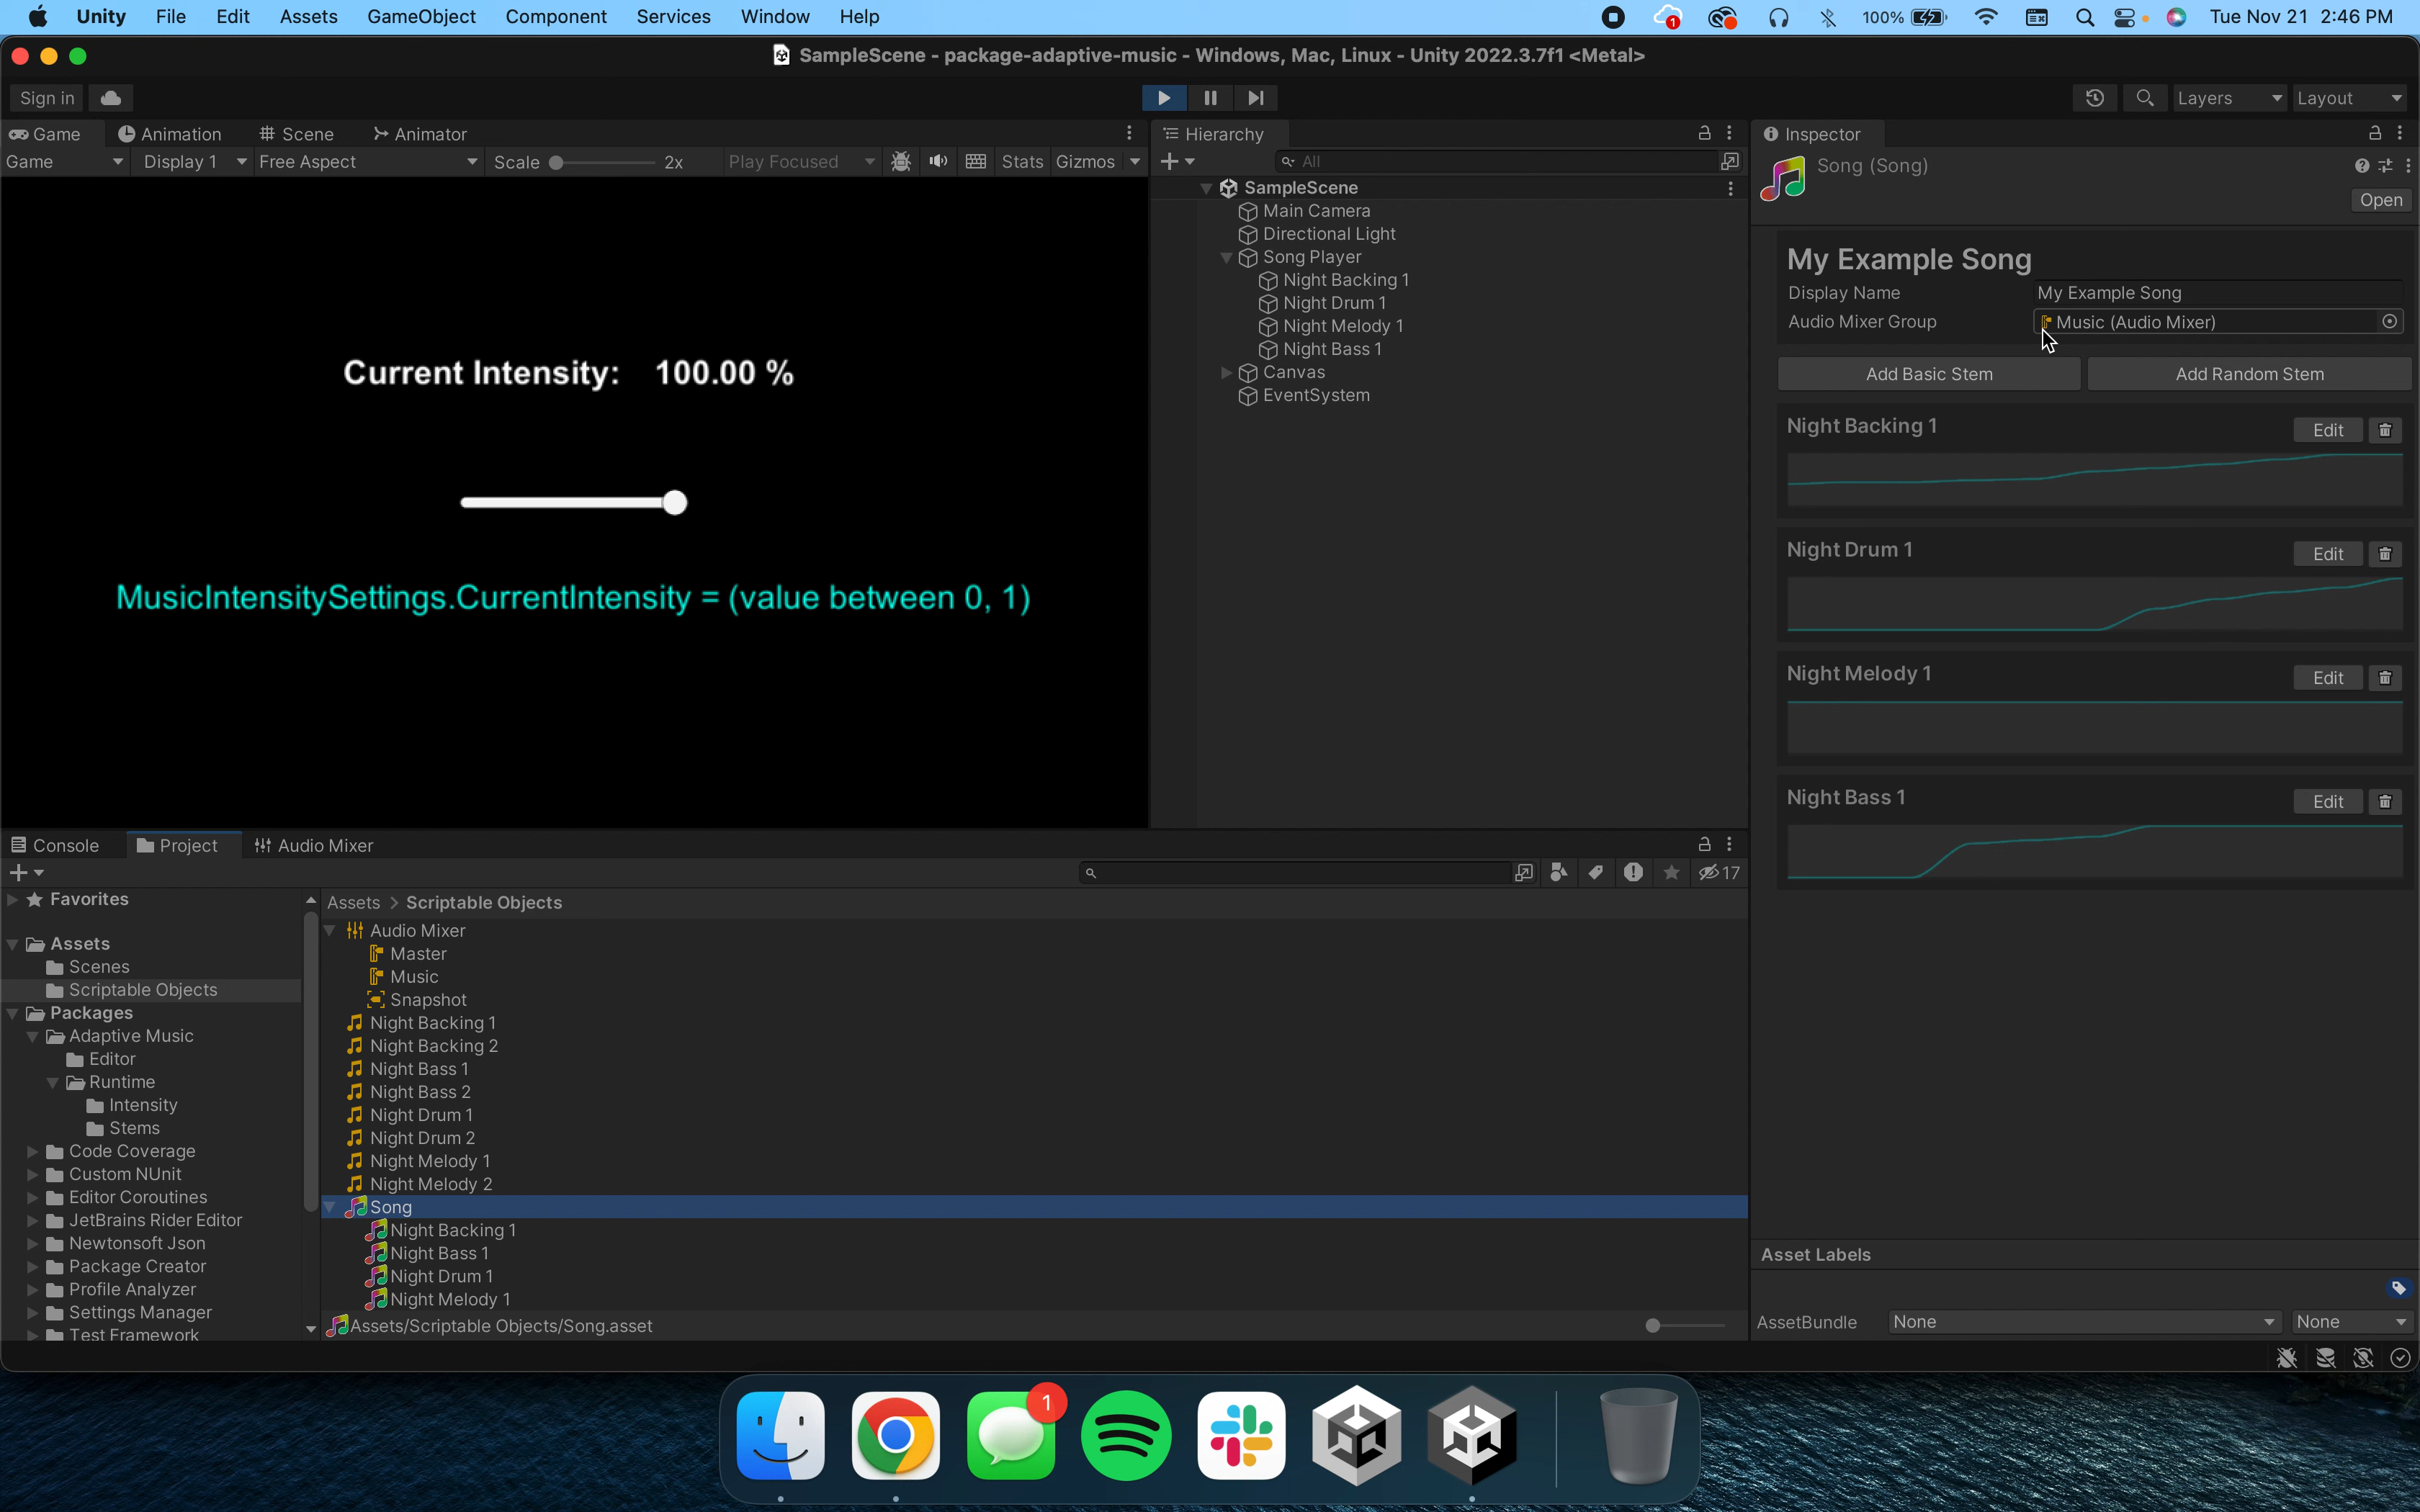 Unity File Edit Assets GameObject Component Services Window Help 1 100% Tue Nov 21 2:46 PM
SampleScene - package-adaptive-music - Windows, Mac, Linux - Unity 2022.3.7f1 <Metal>
Sign in Layers Layout
Game Animation Scene Animator
Game Display 1 Free Aspect Scale 2x Play Focused Stats Gizmos
Current Intensity: 100.00 %
MusicIntensitySettings.CurrentIntensity = (value between 0, 1)
Hierarchy
All
SampleScene
Main Camera
Directional Light
Song Player
Night Backing 1
Night Drum 1
Night Melody 1
Night Bass 1
Canvas
EventSystem
Inspector
Song (Song)
Open
My Example Song
Display Name My Example Song
Audio Mixer Group Music (Audio Mixer)
Add Basic Stem Add Random Stem
Night Backing 1 Edit
Night Drum 1 Edit
Night Melody 1 Edit
Night Bass 1 Edit
Asset Labels
AssetBundle None None
Console Project Audio Mixer
17
Favorites
Assets
Scenes
Scriptable Objects
Packages
Adaptive Music
Editor
Runtime
Intensity
Stems
Code Coverage
Custom NUnit
Editor Coroutines
JetBrains Rider Editor
Newtonsoft Json
Package Creator
Profile Analyzer
Settings Manager
Test Framework
Assets > Scriptable Objects
Audio Mixer
Master
Music
Snapshot
Night Backing 1
Night Backing 2
Night Bass 1
Night Bass 2
Night Drum 1
Night Drum 2
Night Melody 1
Night Melody 2
Song
Night Backing 1
Night Bass 1
Night Drum 1
Night Melody 1
Assets/Scriptable Objects/Song.asset
1